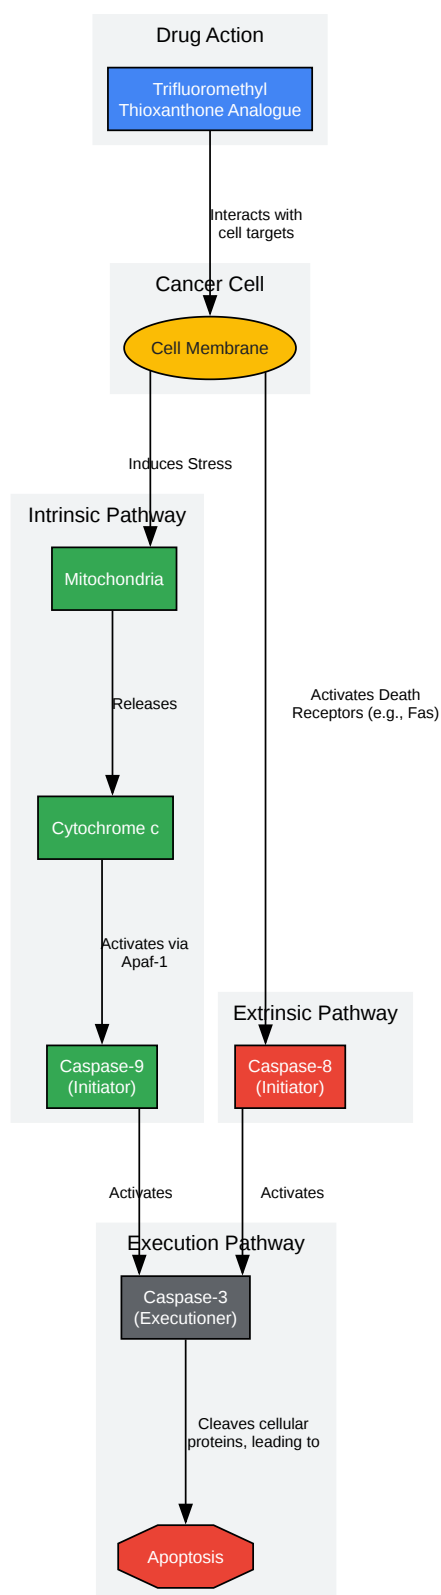 Drug Action
Trifluoromethyl
Thioxanthone Analogue
Interacts with
cell targets
Cancer Cell
Cell Membrane
Induces Stress
Intrinsic Pathway
Mitochondria
Activates Death
Receptors (e.g., Fas)
Releases
Cytochrome c
Activates via
Apaf-1
Extrinsic Pathway
Caspase-9
(Initiator)
Caspase-8
(Initiator)
Activates
Activates
Execution Pathway
Caspase-3
(Executioner)
Cleaves cellular
proteins, leading to
Apoptosis